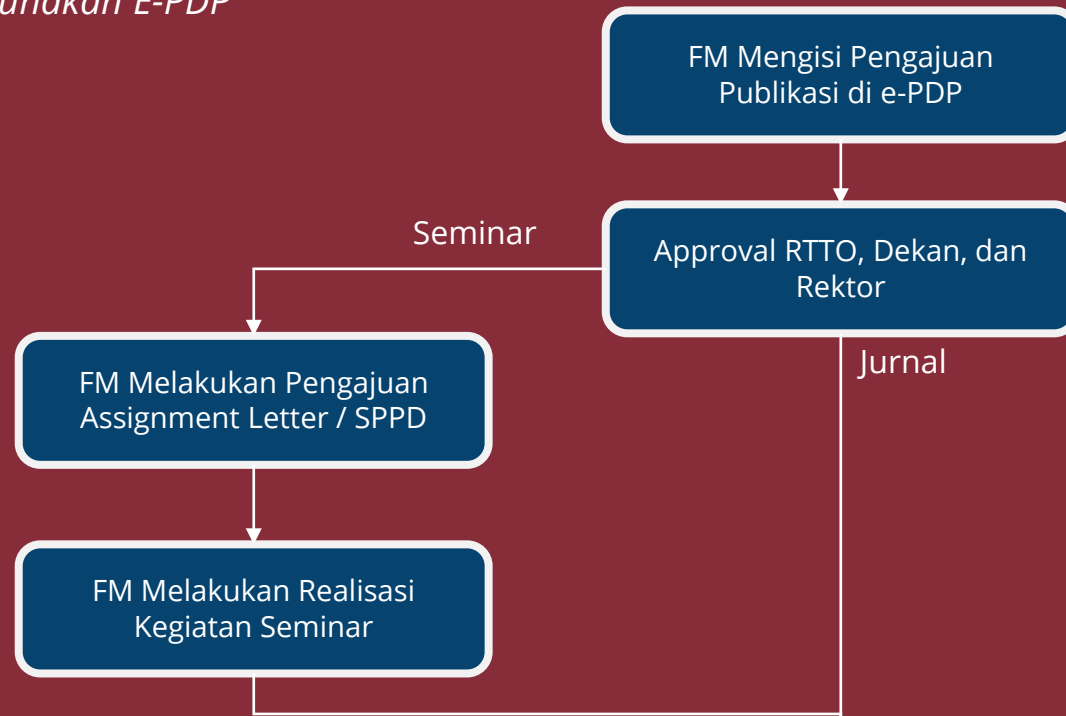 E-PDP
FM Mengisi Pengajuan
Publikasi di e-PDP
Seminar
Approval RTTO, Dekan, dan
Rektor
Jurnal
FM Melakukan Pengajuan
Assignment Letter / SPPD
FM Melakukan Realisasi
Kegiatan Seminar